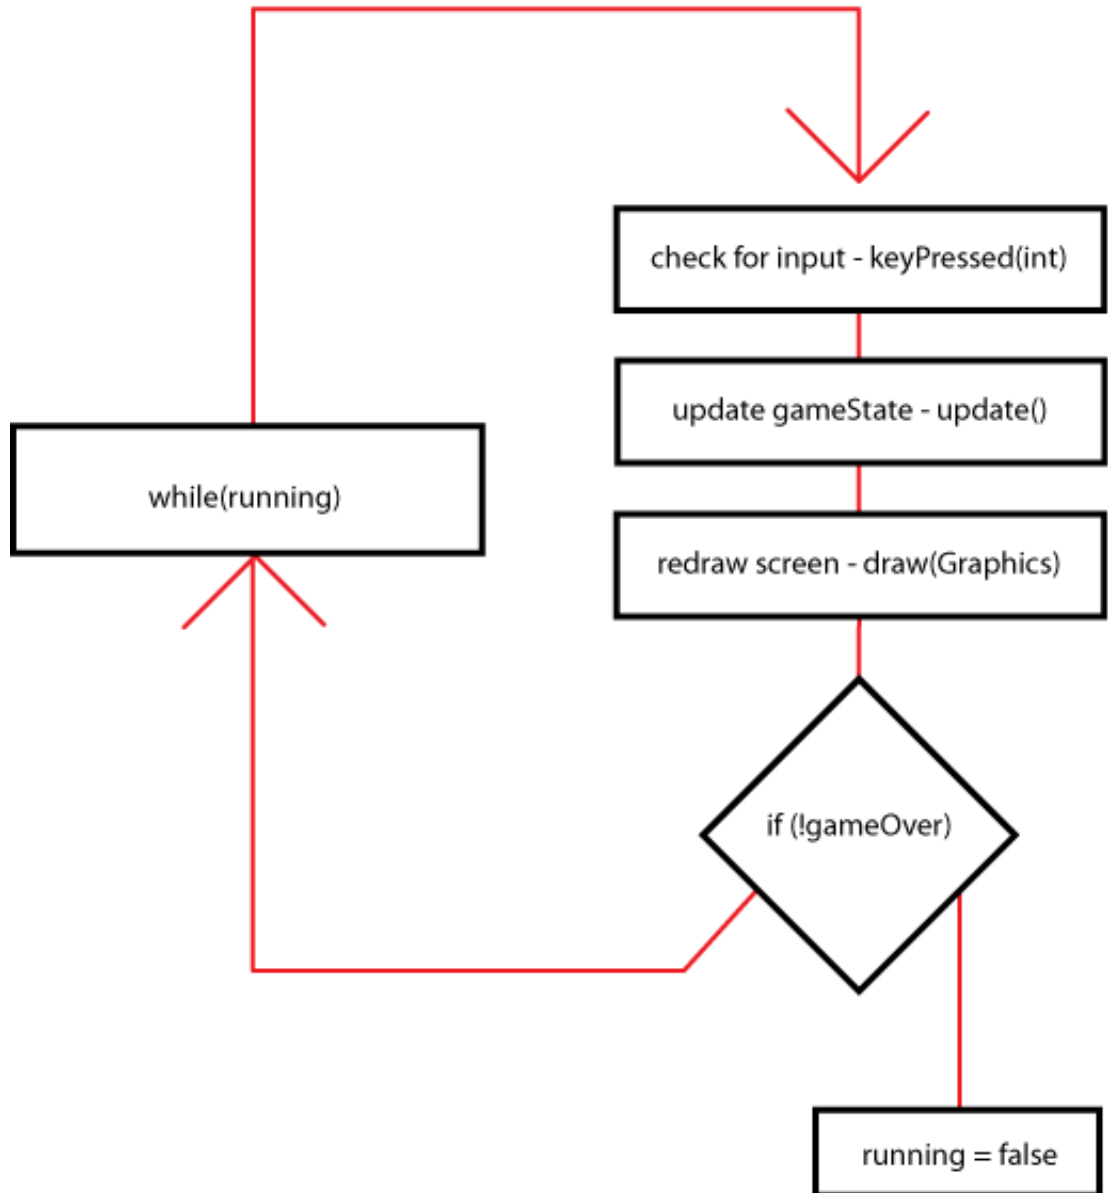 check for input - keyPressed(int)
update gameState - update()
while(running)
redraw screen - draw(Graphics)
if (!gameOver)
running = false